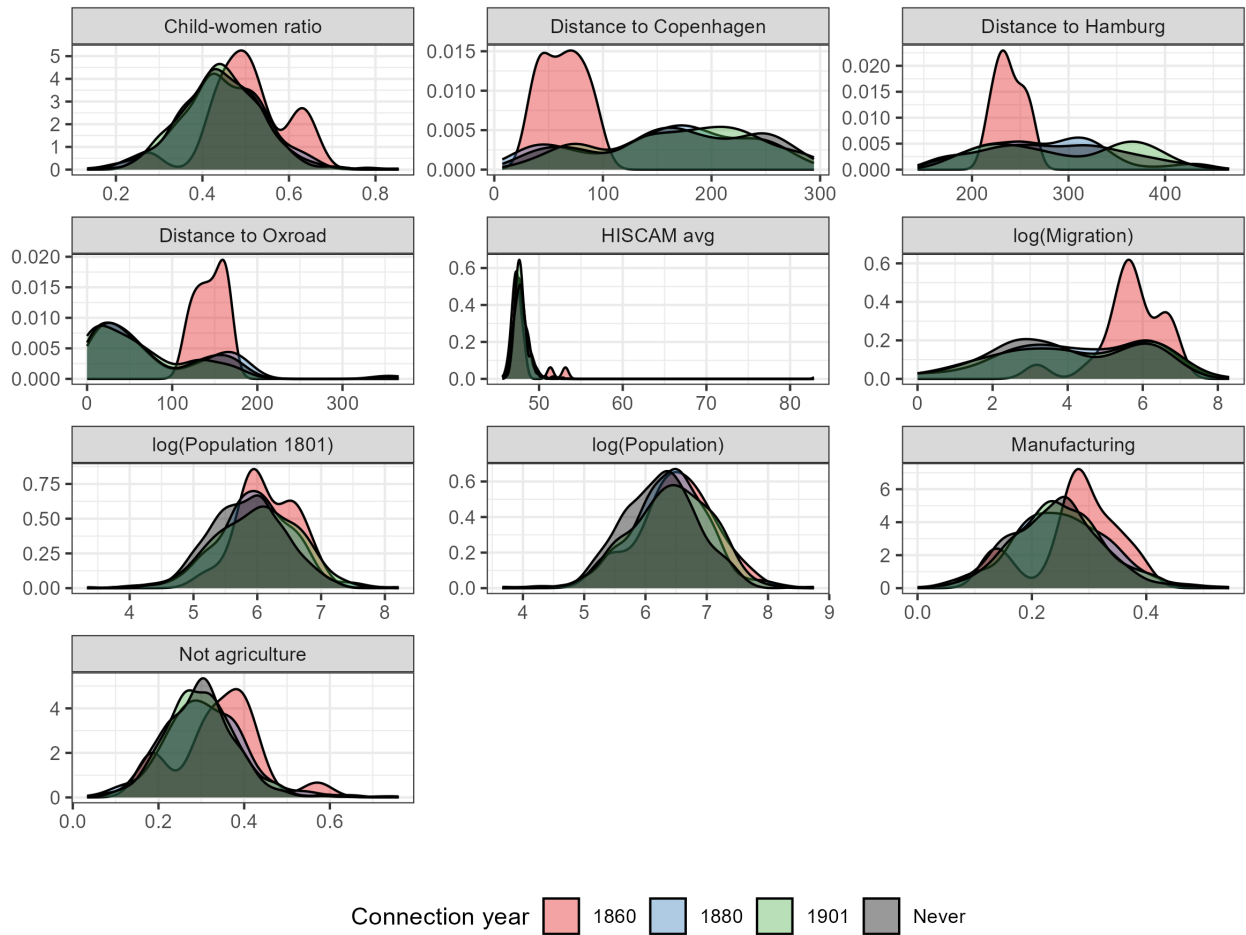 Child-women ratio
Distance to Copenhagen
Distance to Hamburg
5
4
3
2
1
0
0.2 0.4 0.6 0.8
0.015
0.010
0.005
0.000
0 100 200 300
0.020
0.015
0.010
0.005
0.000
200 300 400
Distance to Oxroad
HISCAM avg
log(Migration)
0.020
0.015
0.010
0.005
0.000
0 100 200 300
0.6
0.4
0.2
0.0
50 60 70 80
0.6
0.4
0.2
0.0
0 2 4 6 8
log(Population 1801)
log(Population)
Manufacturing
0.75
0.50
0.25
0.00
4 5 6 7 8
0.6
0.4
0.2
0.0
4 5 6 7 8 9
6
4
2
0
0.0 0.2 0.4
Not agriculture
4
2
0
0.0 0.2 0.4 0.6
Connection year 1860 1880 1901 Never